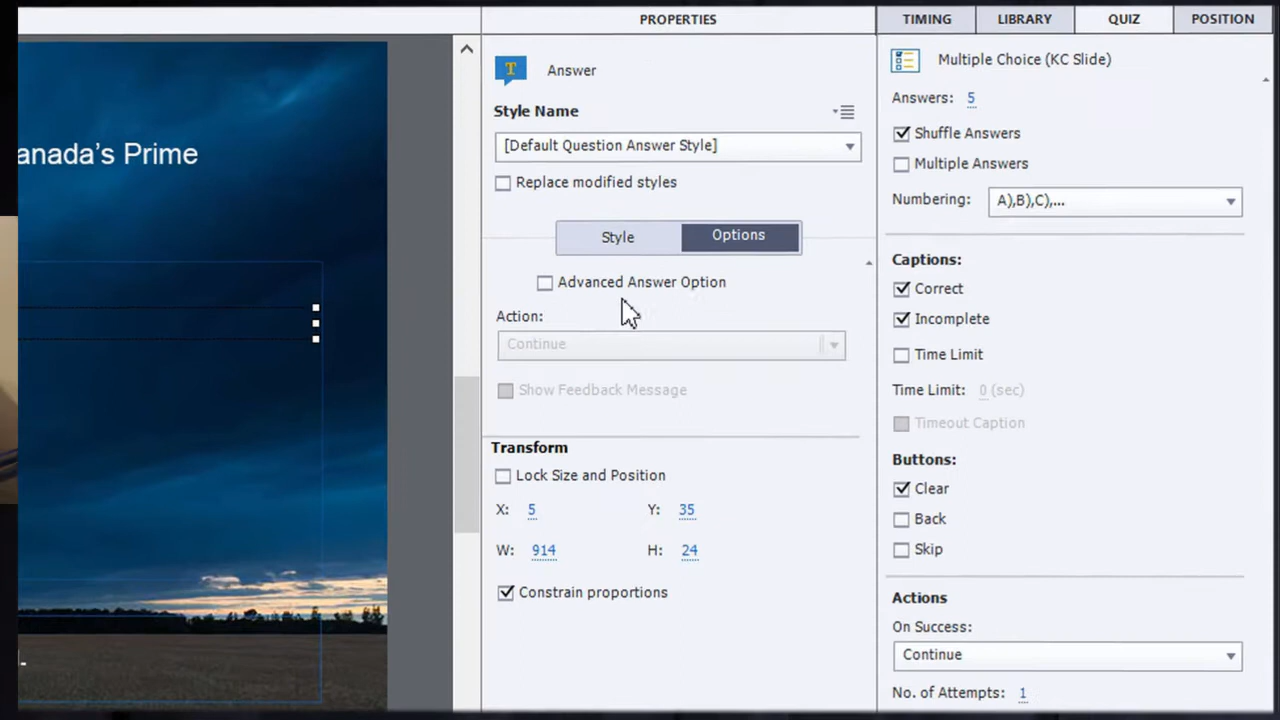 PROPERTIES
TIMING
LIBRARY
QUIZ
POSITION
anada's Prime
T
Answer
Style Name
[Default Question Answer Style]
Replace modified styles
Style
Options
Advanced Answer Option
Action:
Continue
Show Feedback Message
Transform
Lock Size and Position
X: 5
Y: 35
W: 914
H: 24
Constrain proportions
Multiple Choice (KC Slide)
Answers: 5
Shuffle Answers
Multiple Answers
Numbering: A),B),C),...
Captions:
Correct
Incomplete
Time Limit
Time Limit: 0 (sec)
Timeout Caption
Buttons:
Clear
Back
Skip
Actions
On Success:
Continue
No. of Attempts: 1